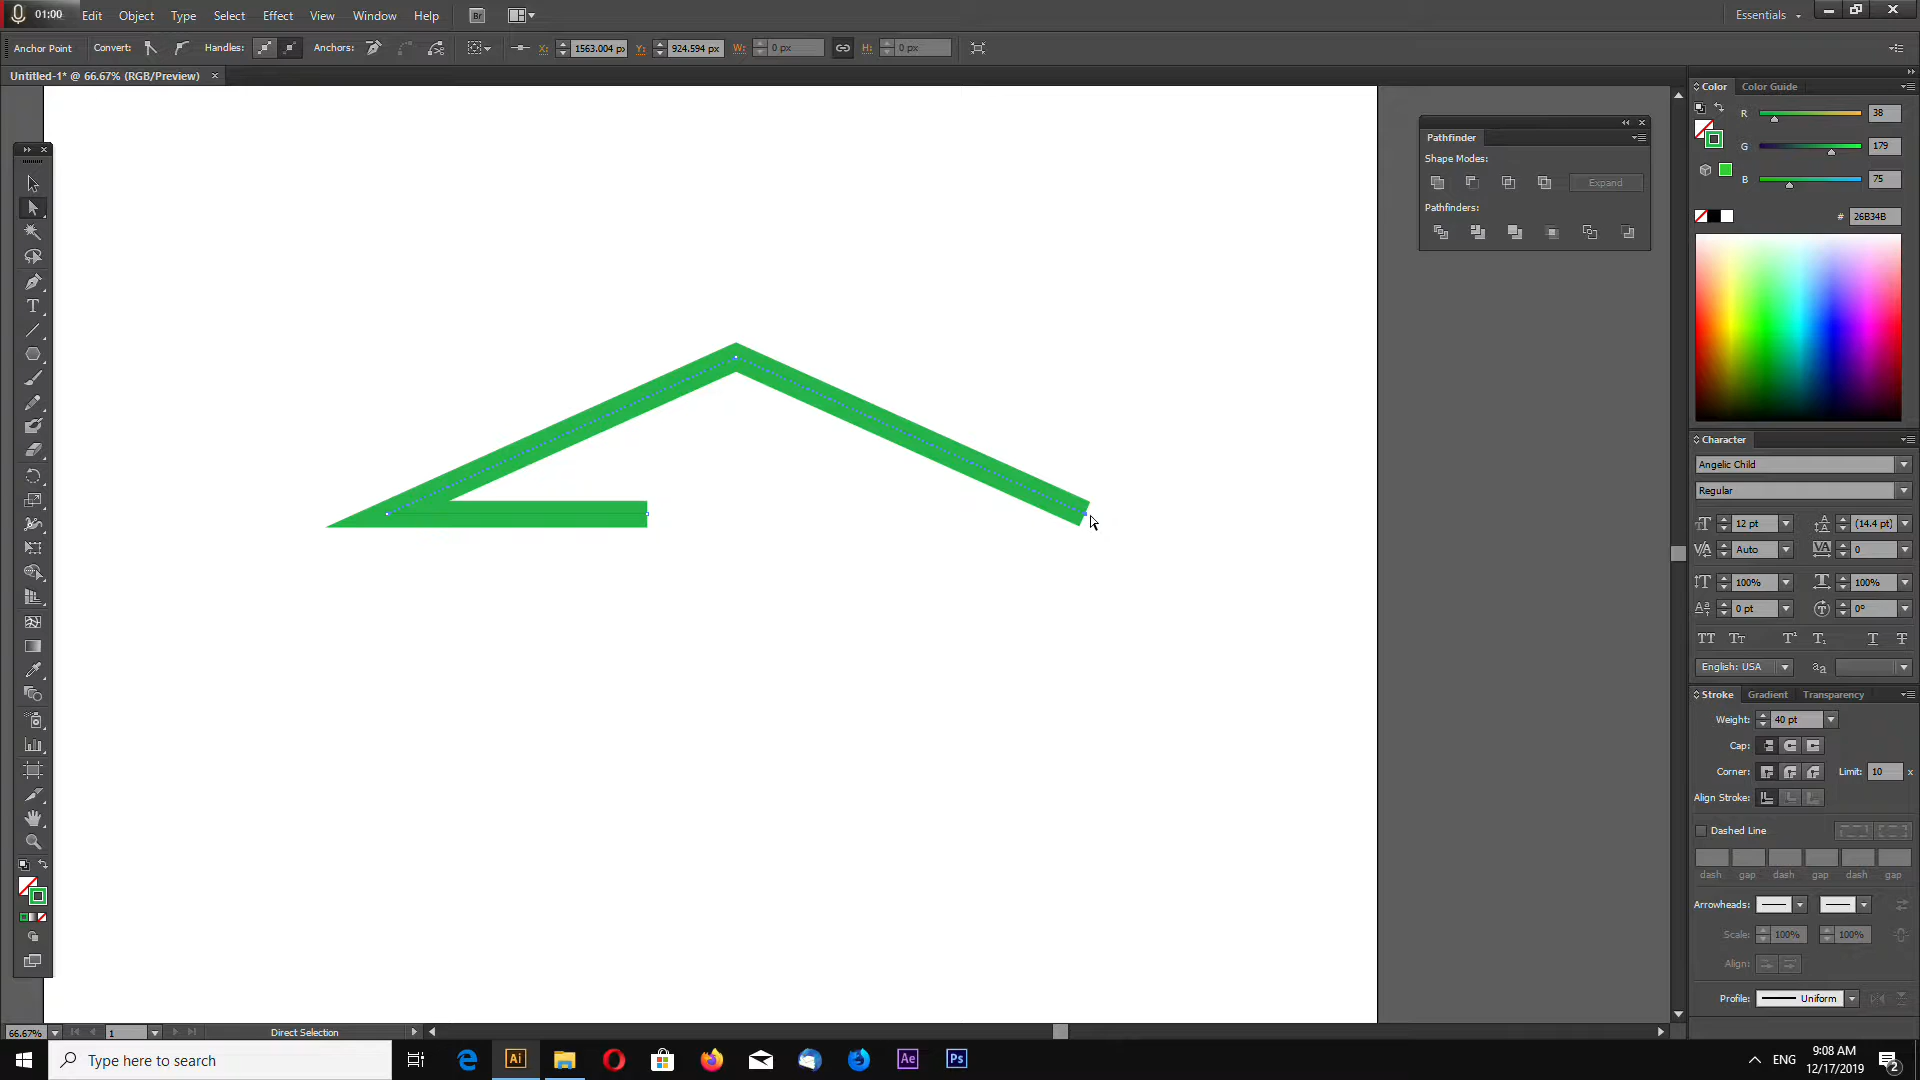 01:00 Edit Object Type Select Effect View Window Help Br Essentials
Anchor Point Convert: Handles: Anchors: X: 1563.004 px Y: 924.594 px W: 0 px H: 0 px
Untitled-1* @ 66.67% (RGB/Preview)
Color Color Guide
R 38
G 179
B 75
# 26B34B
Pathfinder
Shape Modes:
Expand
Pathfinders:
Character
Angelic Child
Regular
12 pt (14.4 pt)
Auto 0
100% 100%
0 pt 0°
English: USA
Stroke Gradient Transparency
Weight: 40 pt
Cap:
Corner: Limit: 10 x
Align Stroke:
Dashed Line
dash gap dash gap dash gap
Arrowheads:
Scale: 100% 100%
Align:
Profile: Uniform
66.67% 1 Direct Selection
Type here to search Ai Ae Ps ENG
9:08 AM
12/17/2019
2